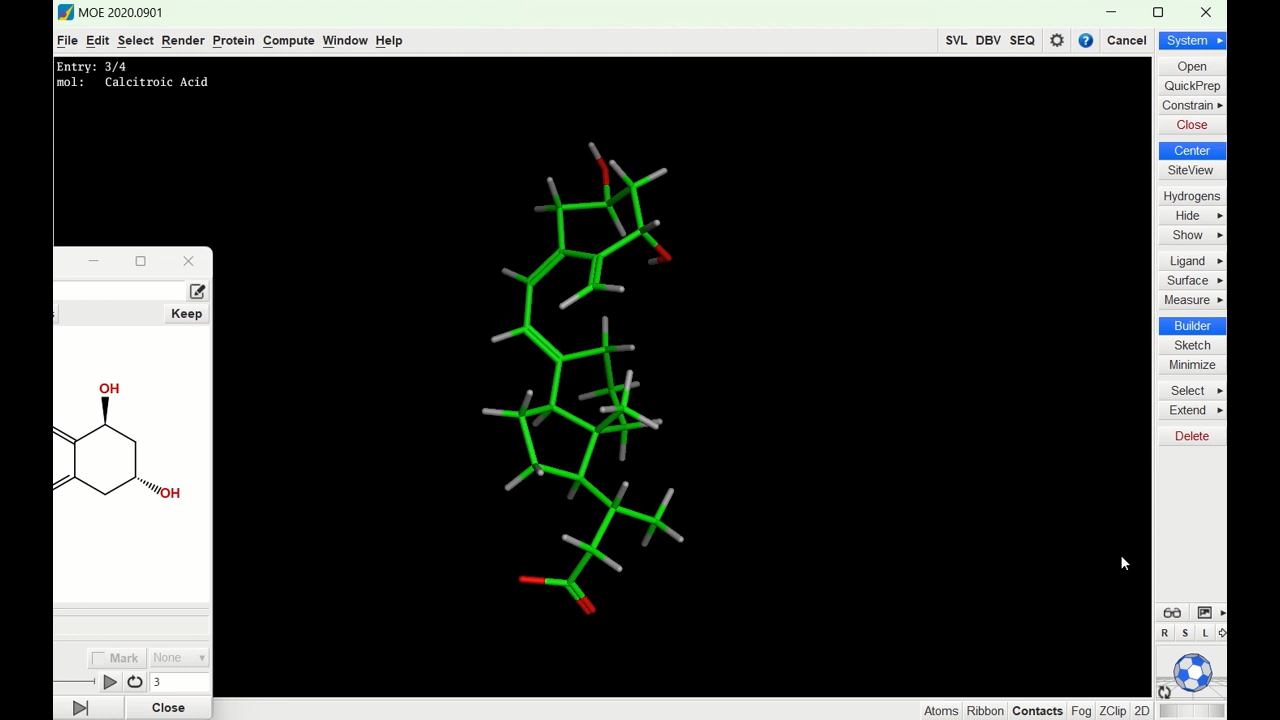 MOE 2020.0901
File Edit Select Render Protein Compute Window Help
SVL DBV SEQ Cancel
System
Entry: 3/4
mol: Calcitroic Acid
Open
QuickPrep
Constrain
Close
Center
SiteView
Hydrogens
Hide
Show
Ligand
Surface
Measure
Builder
Sketch
Minimize
Select
Extend
Delete
Keep
OH
OH
Mark None
3
Close
R S L
Atoms Ribbon Contacts Fog ZClip 2D